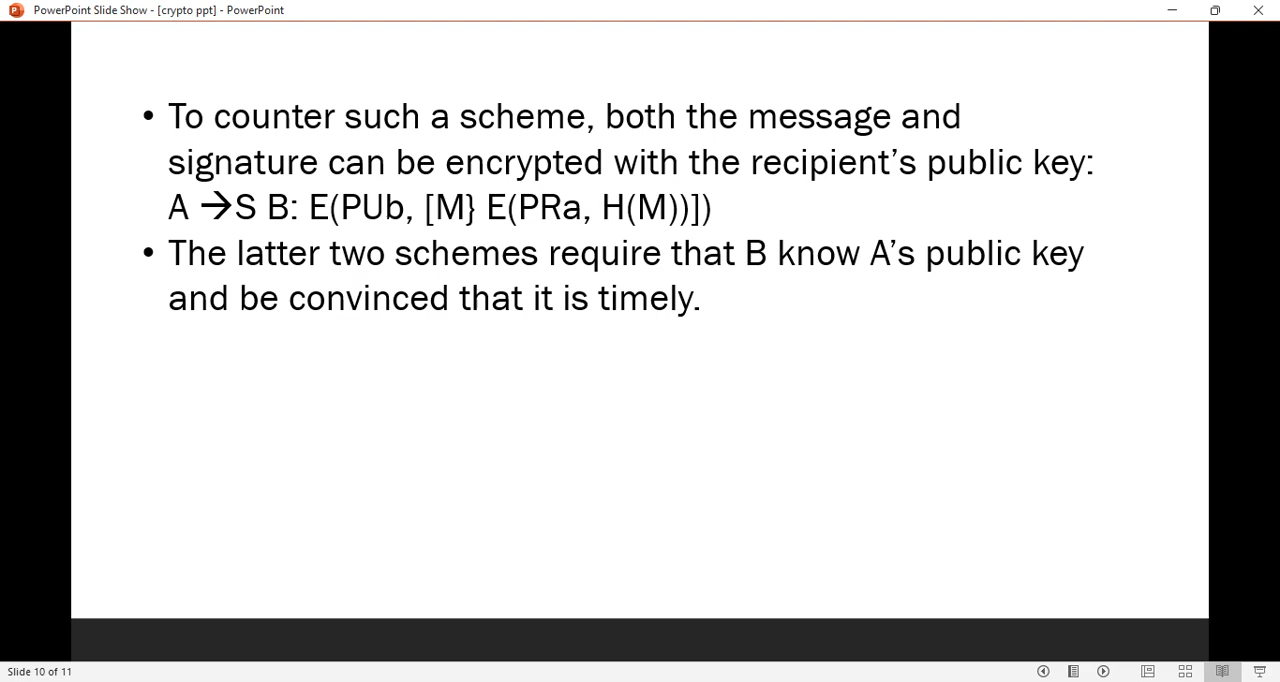 PowerPoint Slide Show - [crypto ppt] - PowerPoint
• To counter such a scheme, both the message and
signature can be encrypted with the recipient’s public key:
A →S B: E(PUb, [M} E(PRa, H(M))])
• The latter two schemes require that B know A’s public key
and be convinced that it is timely.
Slide 10 of 11